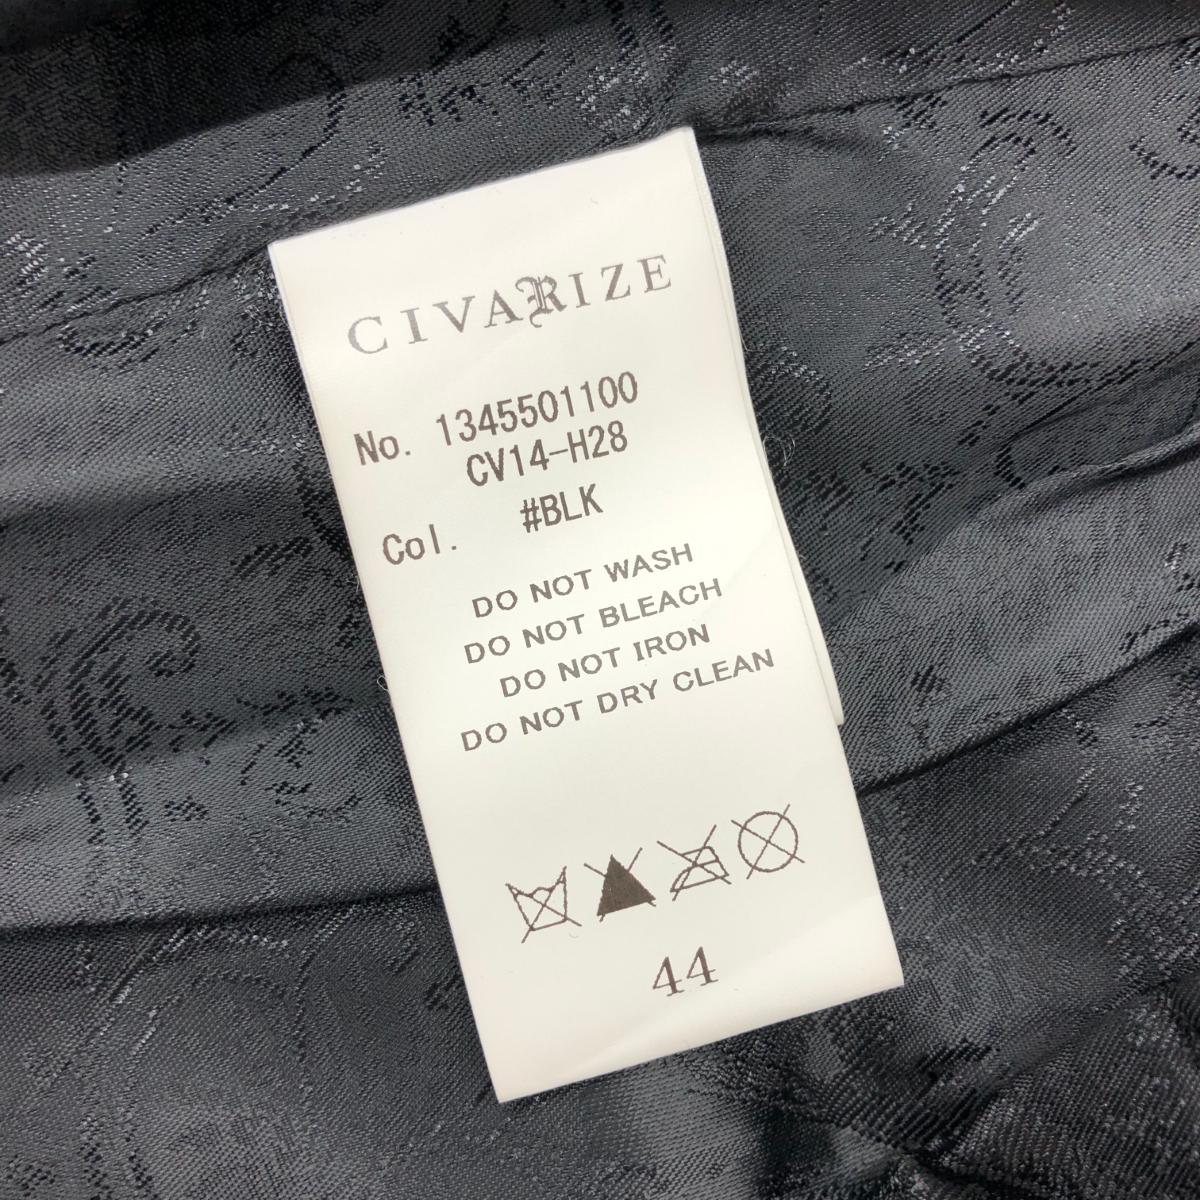 CIVARIZE
No. 1345501100
CV14-H28
Col. #BLK
DO NOT WASH
DO NOT BLEACH
DO NOT IRON
DO NOT DRY CLEAN
44